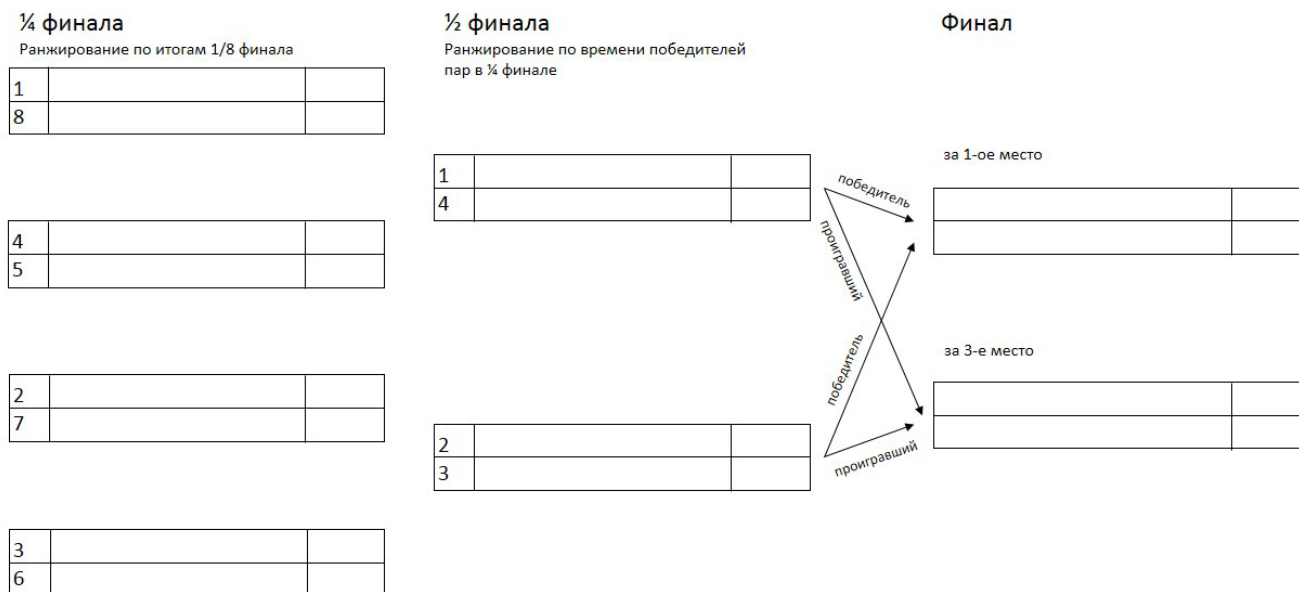 ¼ финала
Ранжирование по итогам 1/8 финала
1
8
4
5
2
7
3
6
½ финала
Ранжирование по времени победителей
пар в ¼ финале
1
4
2
3
победитель
проигравший
победитель
проигравший
Финал
за 1-ое место
за 3-е место